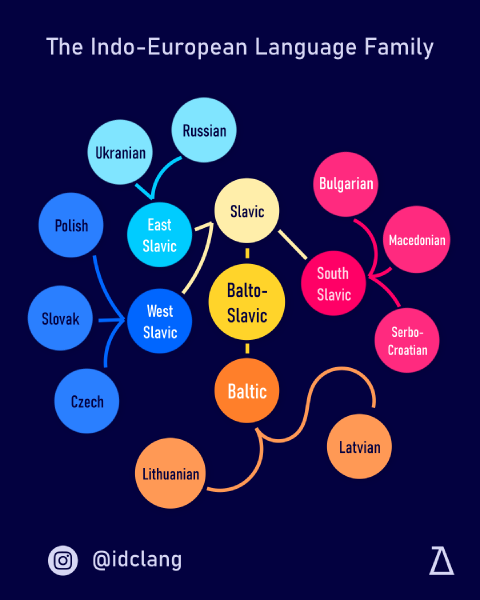 The Indo-European Language Family
Russian
Ukranian
Bulgarian
Slavic
Polish
East
Slavic
Macedonian
South
Slavic
Balto-
Slavic
Slovak
West
Slavic
Serbo-
Croatian
Baltic
Czech
Latvian
Lithuanian
@idclang